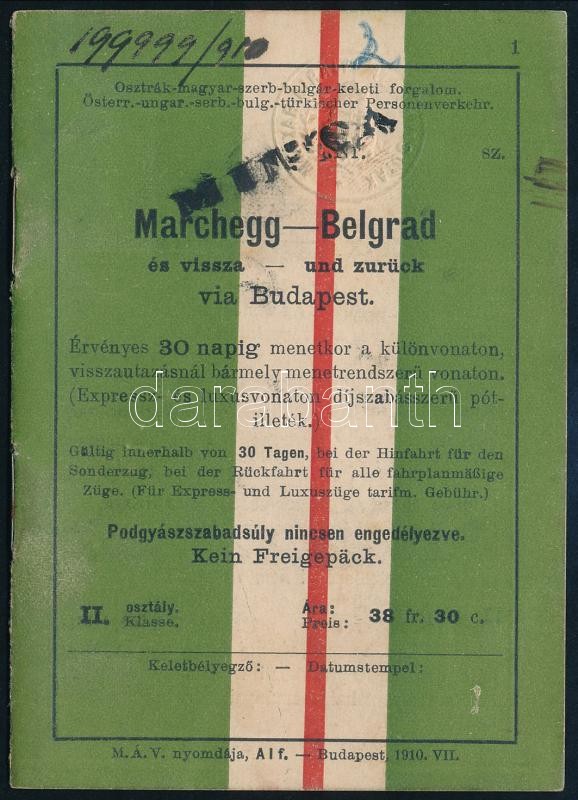 199999/910
1
Osztrák-magyar-szerb-bulgár-keleti forgalom.
Österr.-ungar.-serb.-bulg.-türkischer Personenverkehr.
SZ.
Marchegg—Belgrad
és vissza — und zurück
via Budapest.
Érvényes 30 napig menetkor a különvonaton,
visszautazásnál bármely menetrendszerű vonaton.
(Expressz- és luxusvonaton díjszabásszerű pót-
illeték.)
darabanth
Gültig innerhalb von 30 Tagen, bei der Hinfahrt für den
Sonderzug, bei der Rückfahrt für alle fahrplanmäßige
Züge. (Für Express- und Luxuszüge tarifm. Gebühr.)
Podgyászszabadsúly nincsen engedélyezve.
Kein Freigepäck.
II. osztály. Ára: 38 fr. 30 c.
Klasse. Preis:
Keletbélyegző: — Datumstempel:
M. Á. V. nyomdája, Alf. — Budapest, 1910. VII.